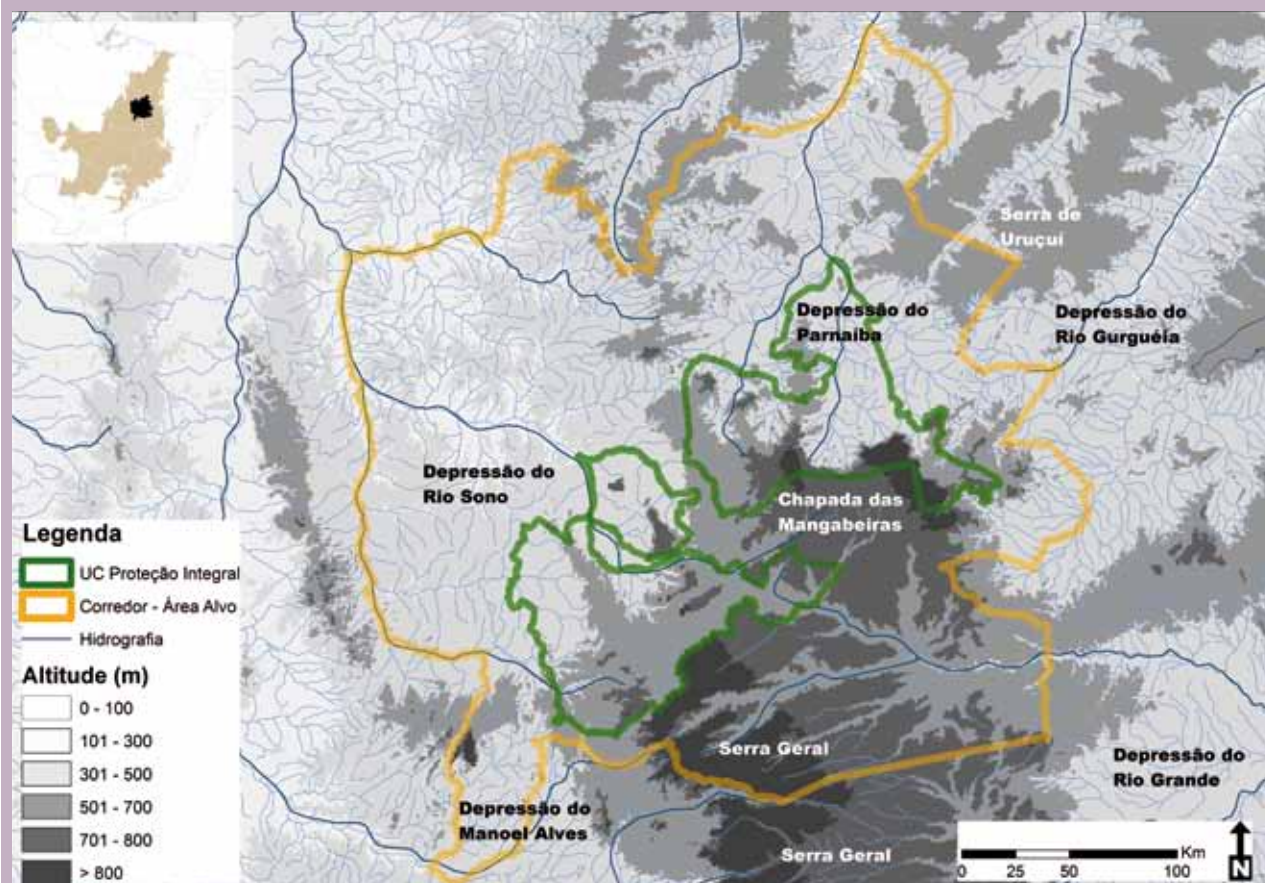 Serra de
Uruçuí
Depressão do
Parnaíba
Depressão do
Rio Gurguéia
Depressão do
Rio Sono
Chapada das
Mangabeiras
Legenda
UC Proteção Integral
Corredor - Área Alvo
Hidrografia
Altitude (m)
0 - 100
101 - 300
301 - 500
501 - 700
701 - 800
> 800
Serra Geral
Depressão do
Rio Grande
Depressão do
Manoel Alves
Serra Geral
Km
0 25 50 100
N